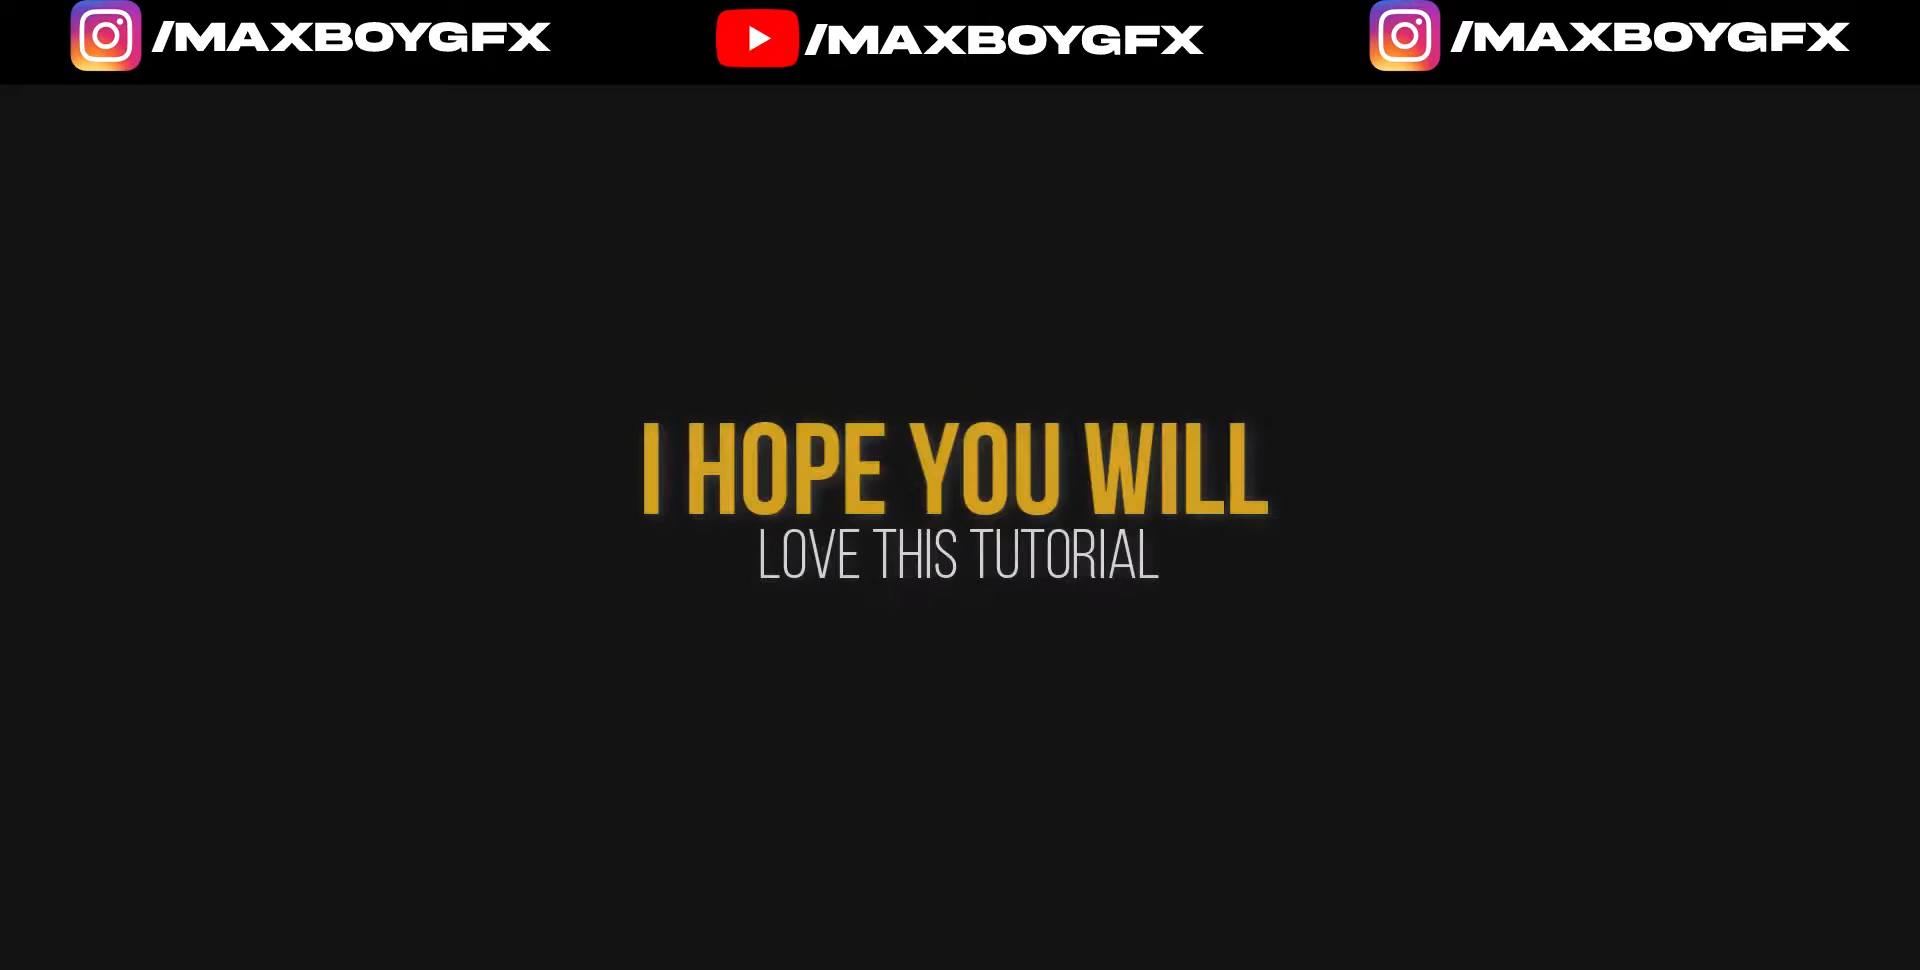 /MAXBOYGFX /MAXBOYGFX /MAXBOYGFX
I HOPE YOU WILL
LOVE THIS TUTORIAL